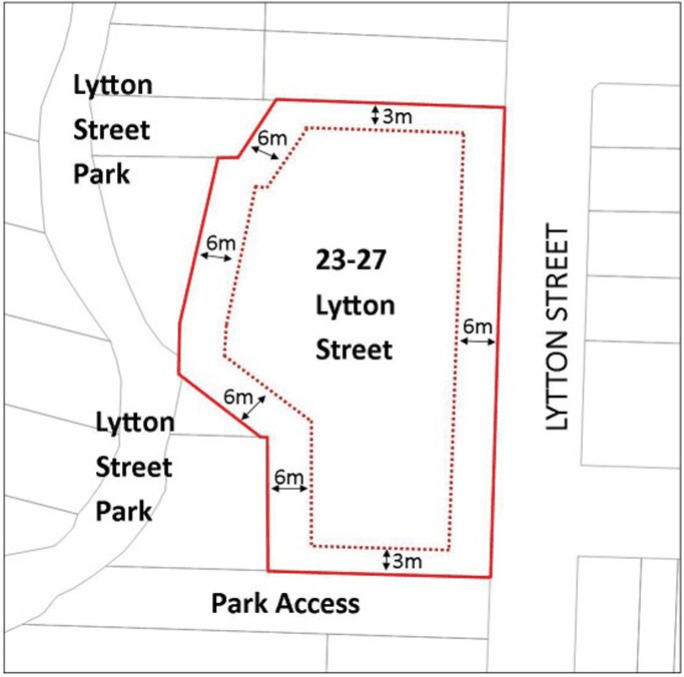 Lytton
Street
Park
3m
6m
6m
23-27
Lytton
Street
6m
LYTTON STREET
6m
Lytton
Street
Park
6m
3m
Park Access